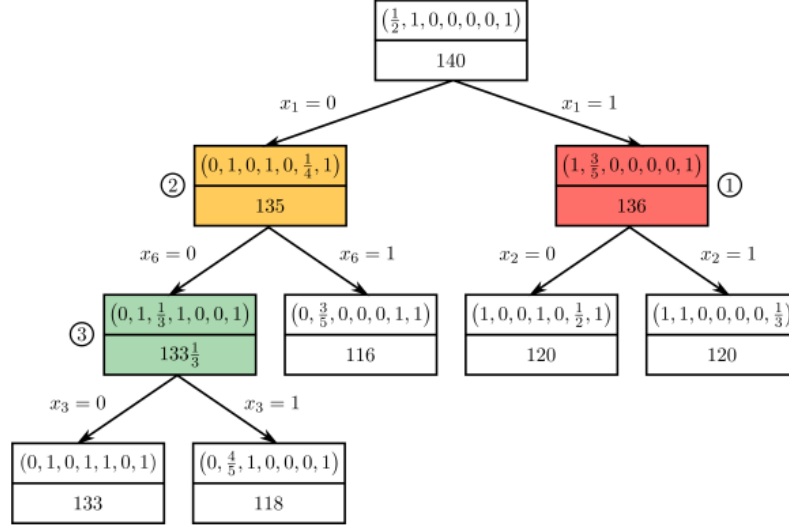 (1/2, 1, 0, 0, 0, 0, 1)
140
x₁ = 0
x₁ = 1
(0, 1, 0, 1, 0, 1/4, 1)
135
②
(1, 3/5, 0, 0, 0, 0, 1)
136
①
x₆ = 0
x₆ = 1
x₂ = 0
x₂ = 1
(0, 1, 1/3, 1, 0, 0, 1)
133 1/3
③
(0, 3/5, 0, 0, 0, 1, 1)
116
(1, 0, 0, 1, 0, 1/2, 1)
120
(1, 1, 0, 0, 0, 0, 1/3)
120
x₃ = 0
x₃ = 1
(0, 1, 0, 1, 1, 0, 1)
133
(0, 4/5, 1, 0, 0, 0, 1)
118